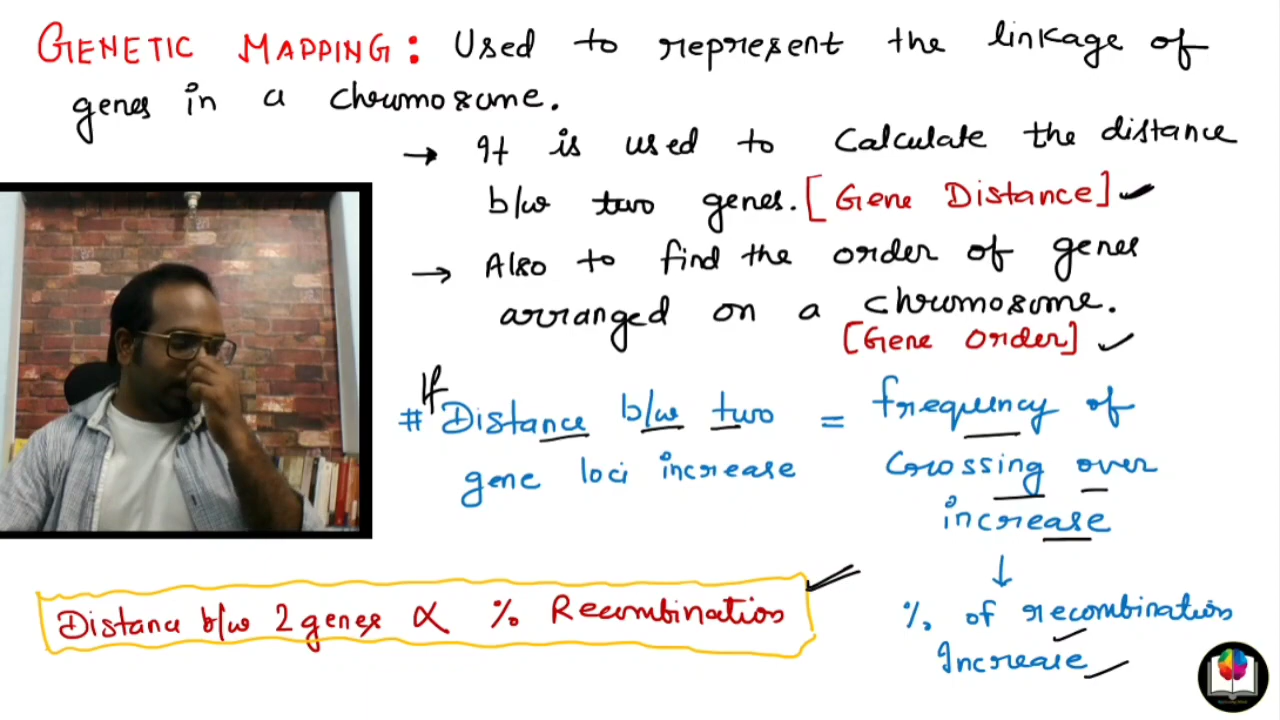 GENETIC MAPPING: Used to represent the linkage of
genes in a chromosome.
→ It is used to Calculate the distance
b/w two genes. [Gene Distance]
→ Also to find the order of genes
arranged on a chromosome.
[Gene Order]
# If Distance b/w two = frequency of
gene loci increase Crossing over
increase
↓
% of recombination
Increase
Distance b/w 2 genes ∝ % Recombination